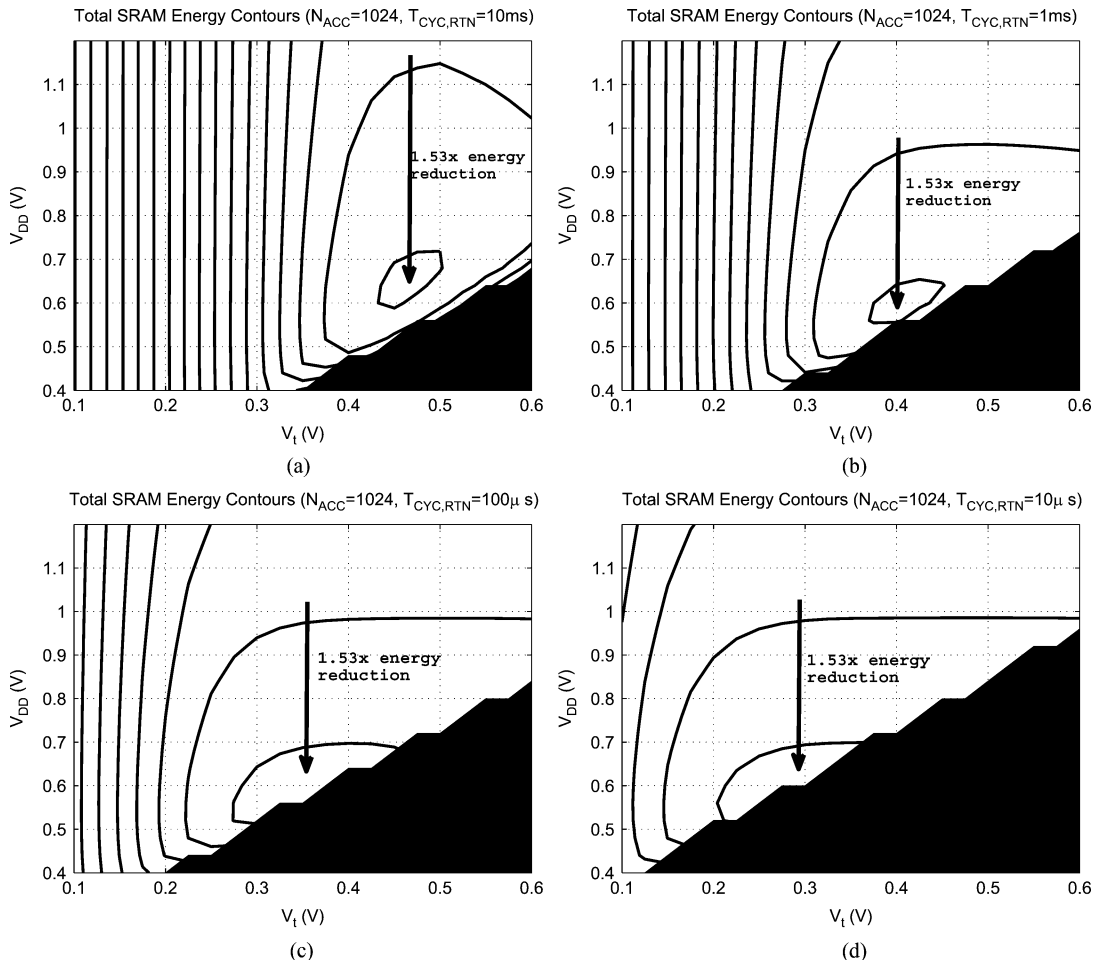 Total SRAM Energy Contours (N_ACC=1024, T_CYC,RTN=10ms)
1.1
1
0.9
0.8
0.7
0.6
0.5
0.4
V_DD (V)
1.53x energy
reduction
0.1 0.2 0.3 0.4 0.5 0.6
V_t (V)
(a)
Total SRAM Energy Contours (N_ACC=1024, T_CYC,RTN=1ms)
1.1
1
0.9
0.8
0.7
0.6
0.5
0.4
V_DD (V)
1.53x energy
reduction
0.1 0.2 0.3 0.4 0.5 0.6
V_t (V)
(b)
Total SRAM Energy Contours (N_ACC=1024, T_CYC,RTN=100μ s)
1.1
1
0.9
0.8
0.7
0.6
0.5
0.4
V_DD (V)
1.53x energy
reduction
0.1 0.2 0.3 0.4 0.5 0.6
V_t (V)
(c)
Total SRAM Energy Contours (N_ACC=1024, T_CYC,RTN=10μ s)
1.1
1
0.9
0.8
0.7
0.6
0.5
0.4
V_DD (V)
1.53x energy
reduction
0.1 0.2 0.3 0.4 0.5 0.6
V_t (V)
(d)